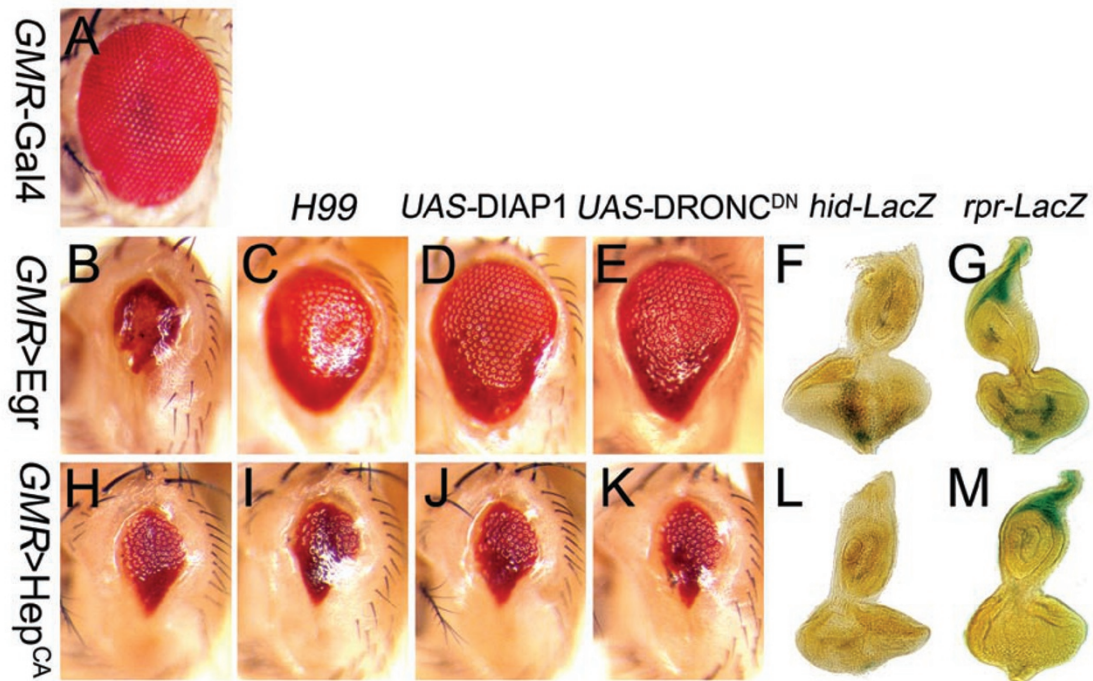 GMR-Gal4
A
H99 UAS-DIAP1 UAS-DRONC^DN hid-LacZ rpr-LacZ
GMR>Egr
B C D E F G
GMR>Hep^CA
H I J K L M